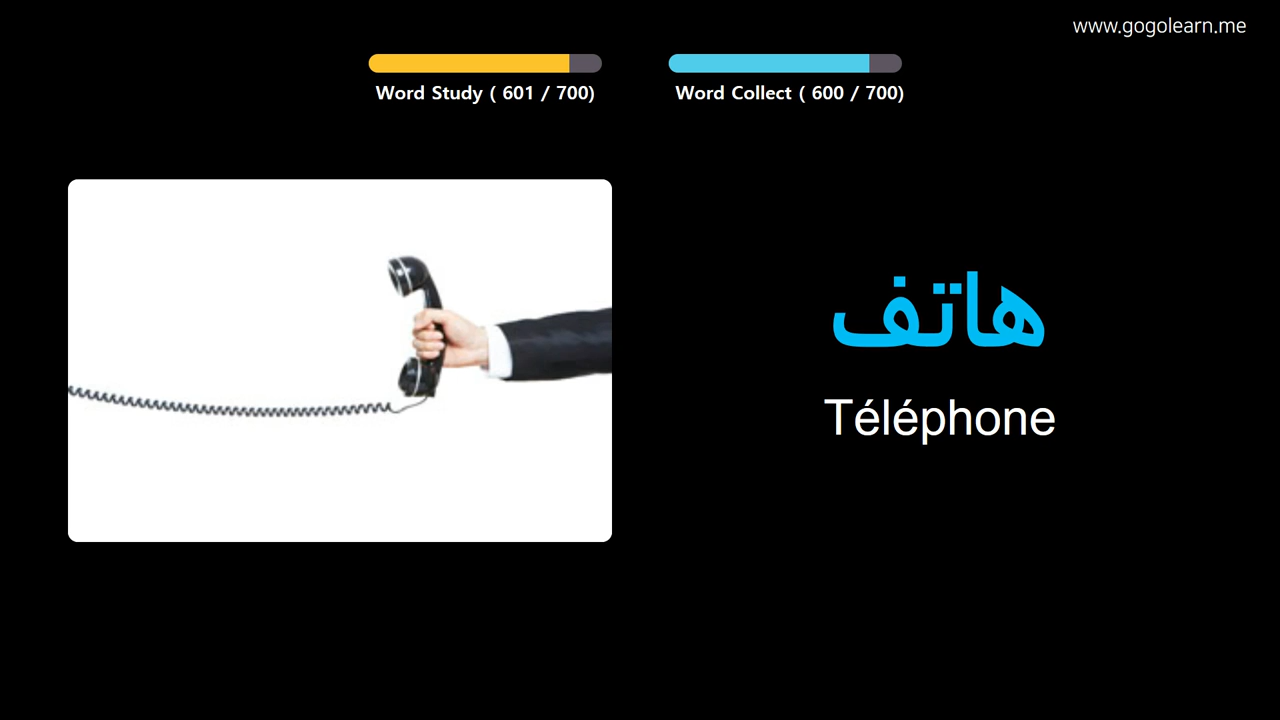 www.gogolearn.me
Word Study ( 601 / 700)
Word Collect ( 600 / 700)
هاتف
Téléphone